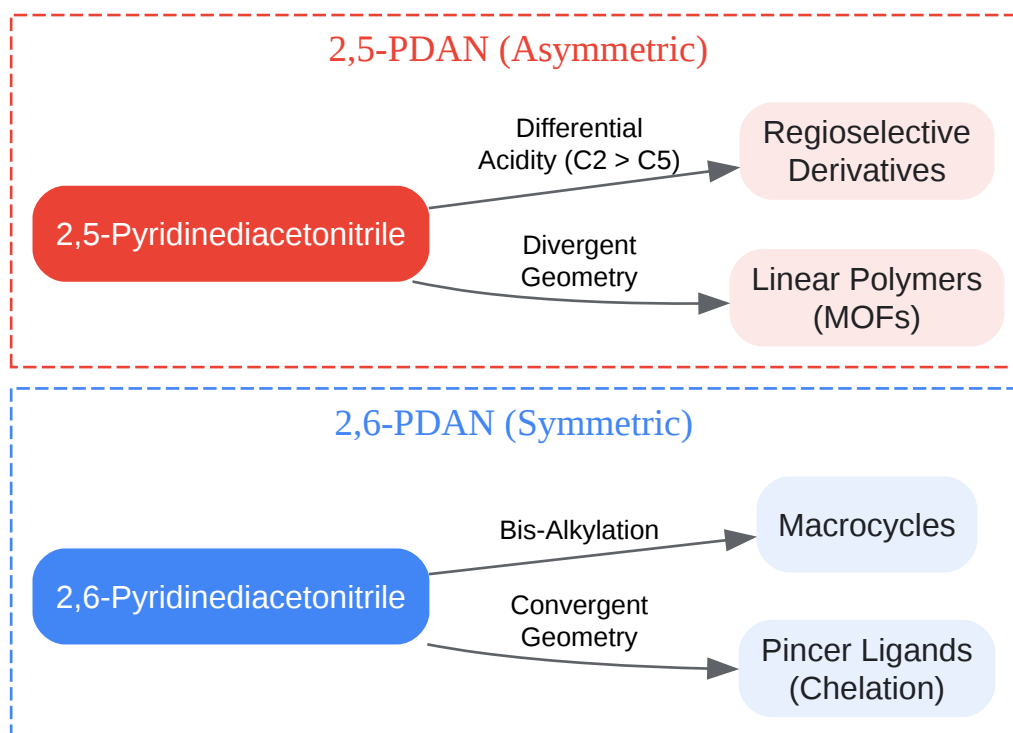 2,5-PDAN (Asymmetric)
Differential
Acidity (C2 > C5)
Regioselective
Derivatives
2,5-Pyridinediacetonitrile
Divergent
Geometry
Linear Polymers
(MOFs)
2,6-PDAN (Symmetric)
Bis-Alkylation
Macrocycles
2,6-Pyridinediacetonitrile
Convergent
Geometry
Pincer Ligands
(Chelation)